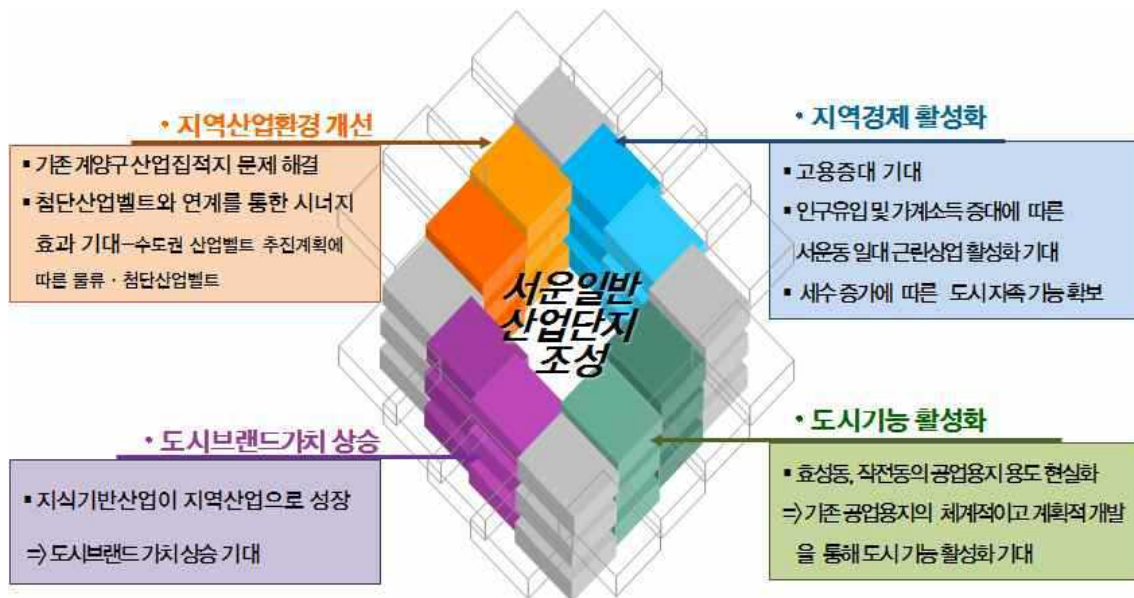 • 지역산업환경 개선
▪ 기존 계양구 산업집적지 문제 해결
▪ 첨단산업벨트와 연계를 통한 시너지
효과 기대-수도권 산업벨트 추진계획에
따른 물류 · 첨단산업벨트
• 지역경제 활성화
▪ 고용증대 기대
▪ 인구유입 및 가계소득 증대에 따른
서운동 일대 근린상업 활성화 기대
▪ 세수 증가에 따른 도시 자족 기능 확보
서운일반
산업단지
조성
• 도시브랜드가치 상승
▪ 지식기반산업이 지역산업으로 성장
⇒ 도시브랜드 가치 상승 기대
• 도시기능 활성화
▪ 효성동, 작전동의 공업용지 용도 현실화
⇒ 기존 공업용지의 체계적이고 계획적 개발
을 통해 도시 기능 활성화 기대